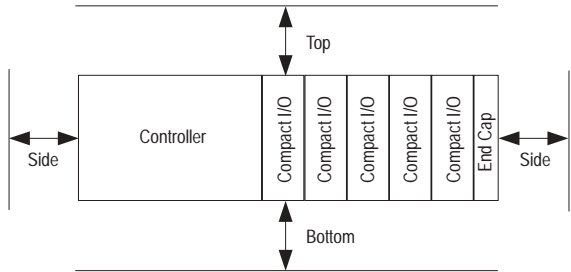 Top
Side
Controller
Compact I/O
Compact I/O
Compact I/O
Compact I/O
Compact I/O
End Cap
Side
Bottom